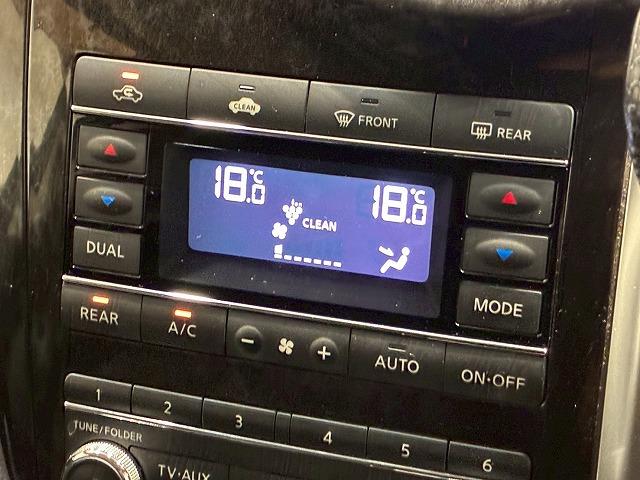 CLEAN
FRONT
REAR
18.0°C
18.0°C
ion
CLEAN
DUAL
MODE
REAR
A/C
− +
AUTO
ON·OFF
1 2 3 4 5 6
TUNE/FOLDER
TV·AUX